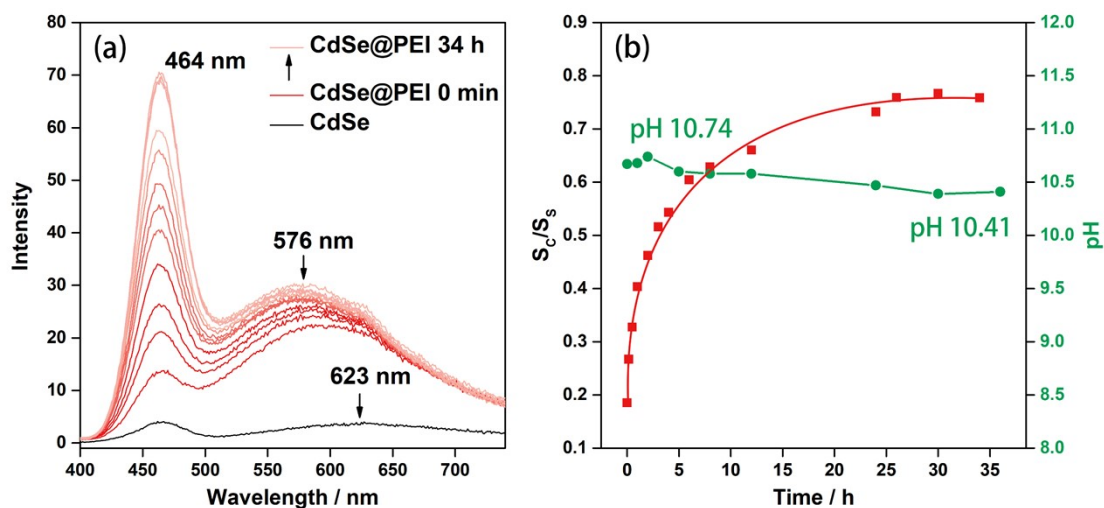 (a)
464 nm
CdSe@PEI 34 h
CdSe@PEI 0 min
CdSe
576 nm
623 nm
80
70
60
50
40
30
20
10
0
Intensity
400 450 500 550 600 650 700
Wavelength / nm
(b)
pH 10.74
pH 10.41
0.9
0.8
0.7
0.6
0.5
0.4
0.3
0.2
0.1
Sc/Ss
12.0
11.5
11.0
10.5
10.0
9.5
9.0
8.5
8.0
pH
0 5 10 15 20 25 30 35
Time / h